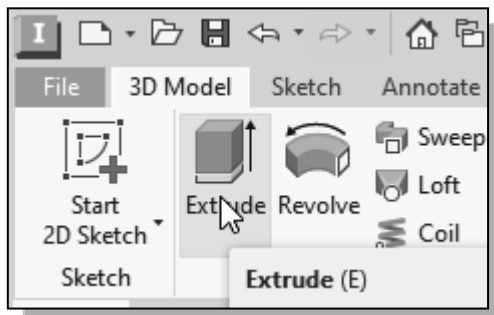 I
File 3D Model Sketch Annotate
Start
2D Sketch
Extrude
Revolve
Sweep
Loft
Coil
Sketch
Extrude (E)